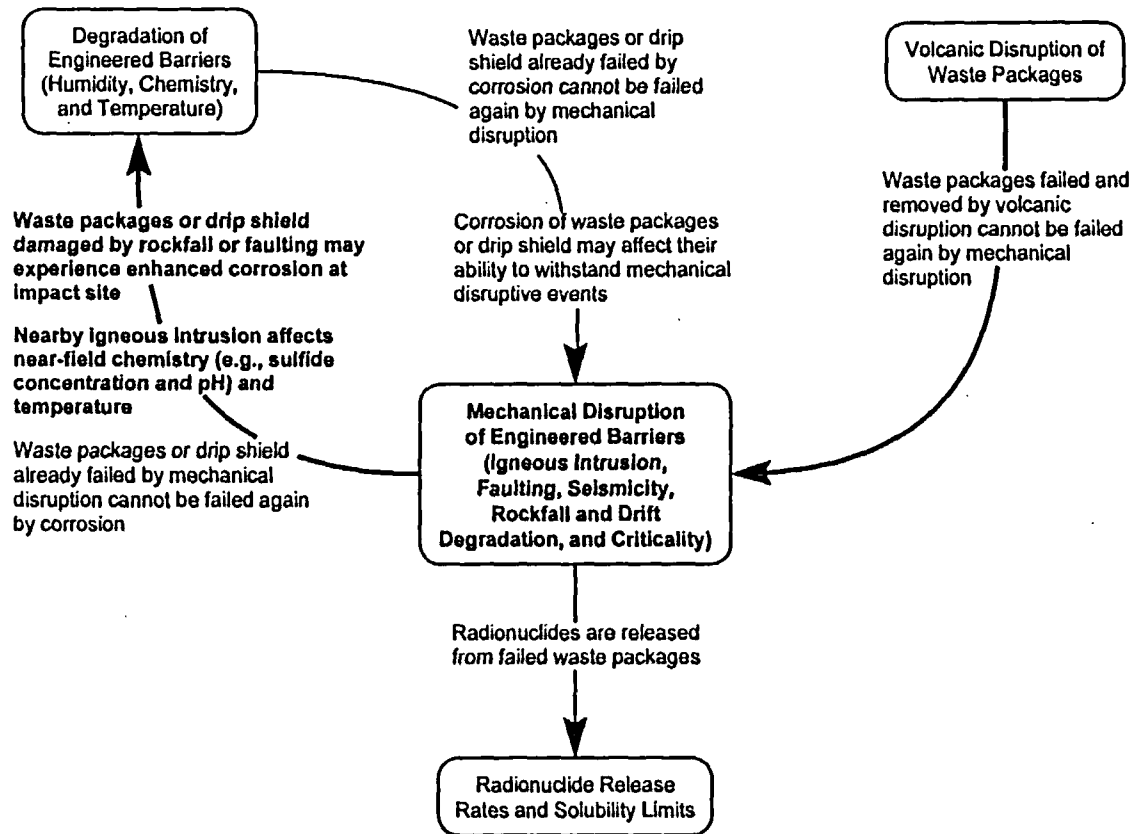 Degradation of
Engineered Barriers
(Humidity, Chemistry,
and Temperature)
Waste packages or drip
shield already failed by
corrosion cannot be failed
again by mechanical
disruption
Volcanic Disruption of
Waste Packages
Waste packages failed and
removed by volcanic
disruption cannot be failed
again by mechanical
disruption
Waste packages or drip shield
damaged by rockfall or faulting may
experience enhanced corrosion at
impact site
Corrosion of waste packages
or drip shield may affect their
ability to withstand mechanical
disruptive events
Nearby igneous intrusion affects
near-field chemistry (e.g., sulfide
concentration and pH) and
temperature
Waste packages or drip shield
already failed by mechanical
disruption cannot be failed again
by corrosion
Mechanical Disruption
of Engineered Barriers
(Igneous Intrusion,
Faulting, Seismicity,
Rockfall and Drift
Degradation, and Criticality)
Radionuclides are released
from failed waste packages
Radionuclide Release
Rates and Solubility Limits